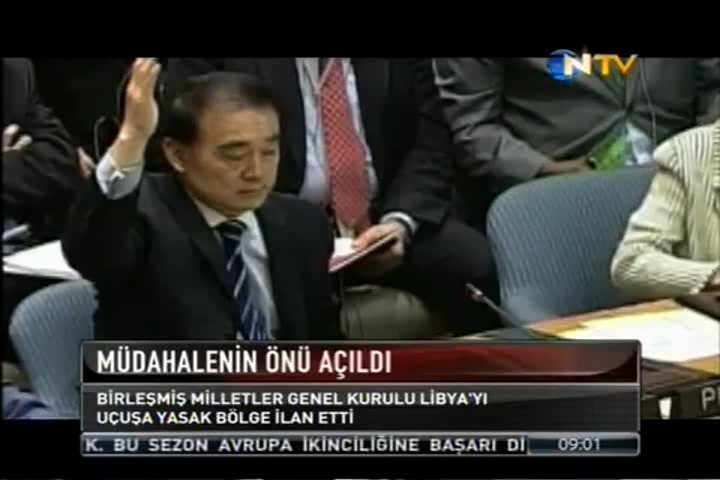 NTV
MÜDAHALENİN ÖNÜ AÇILDI
BİRLEŞMİŞ MİLLETLER GENEL KURULU LİBYA'YI
UÇUŞA YASAK BÖLGE İLAN ETTİ
K. BU SEZON AVRUPA İKİNCİLİĞİNE BAŞARI Dİ 09:01